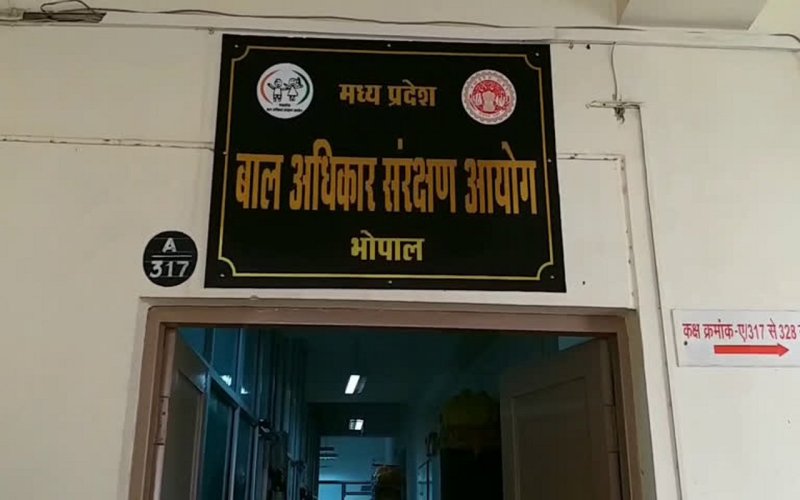 मध्य प्रदेश
बाल अधिकार संरक्षण आयोग
भोपाल
A
317
कक्ष क्रमांक-ए/317 से 328